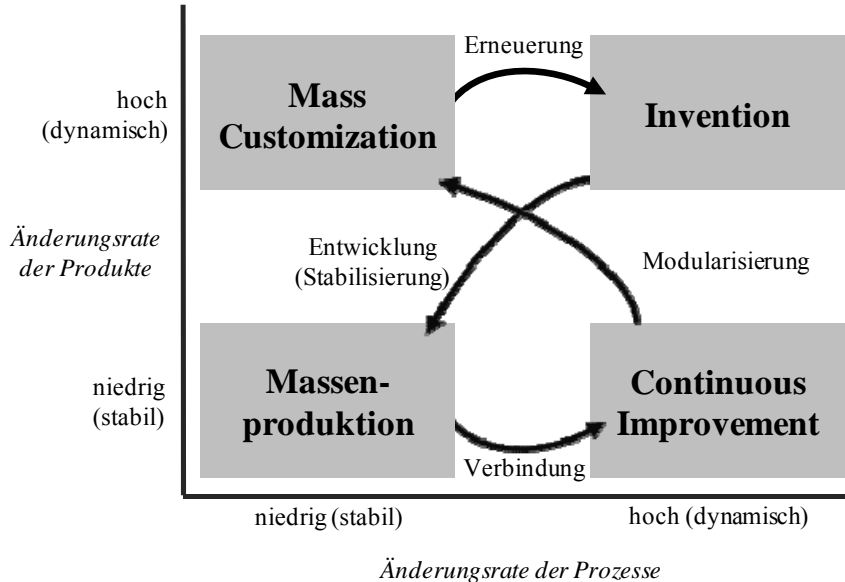 Erneuerung
hoch
(dynamisch)
Mass
Customization
Invention
Änderungsrate
der Produkte
Entwicklung
(Stabilisierung)
Modularisierung
niedrig
(stabil)
Massen-
produktion
Continuous
Improvement
Verbindung
niedrig (stabil)
hoch (dynamisch)
Änderungsrate der Prozesse